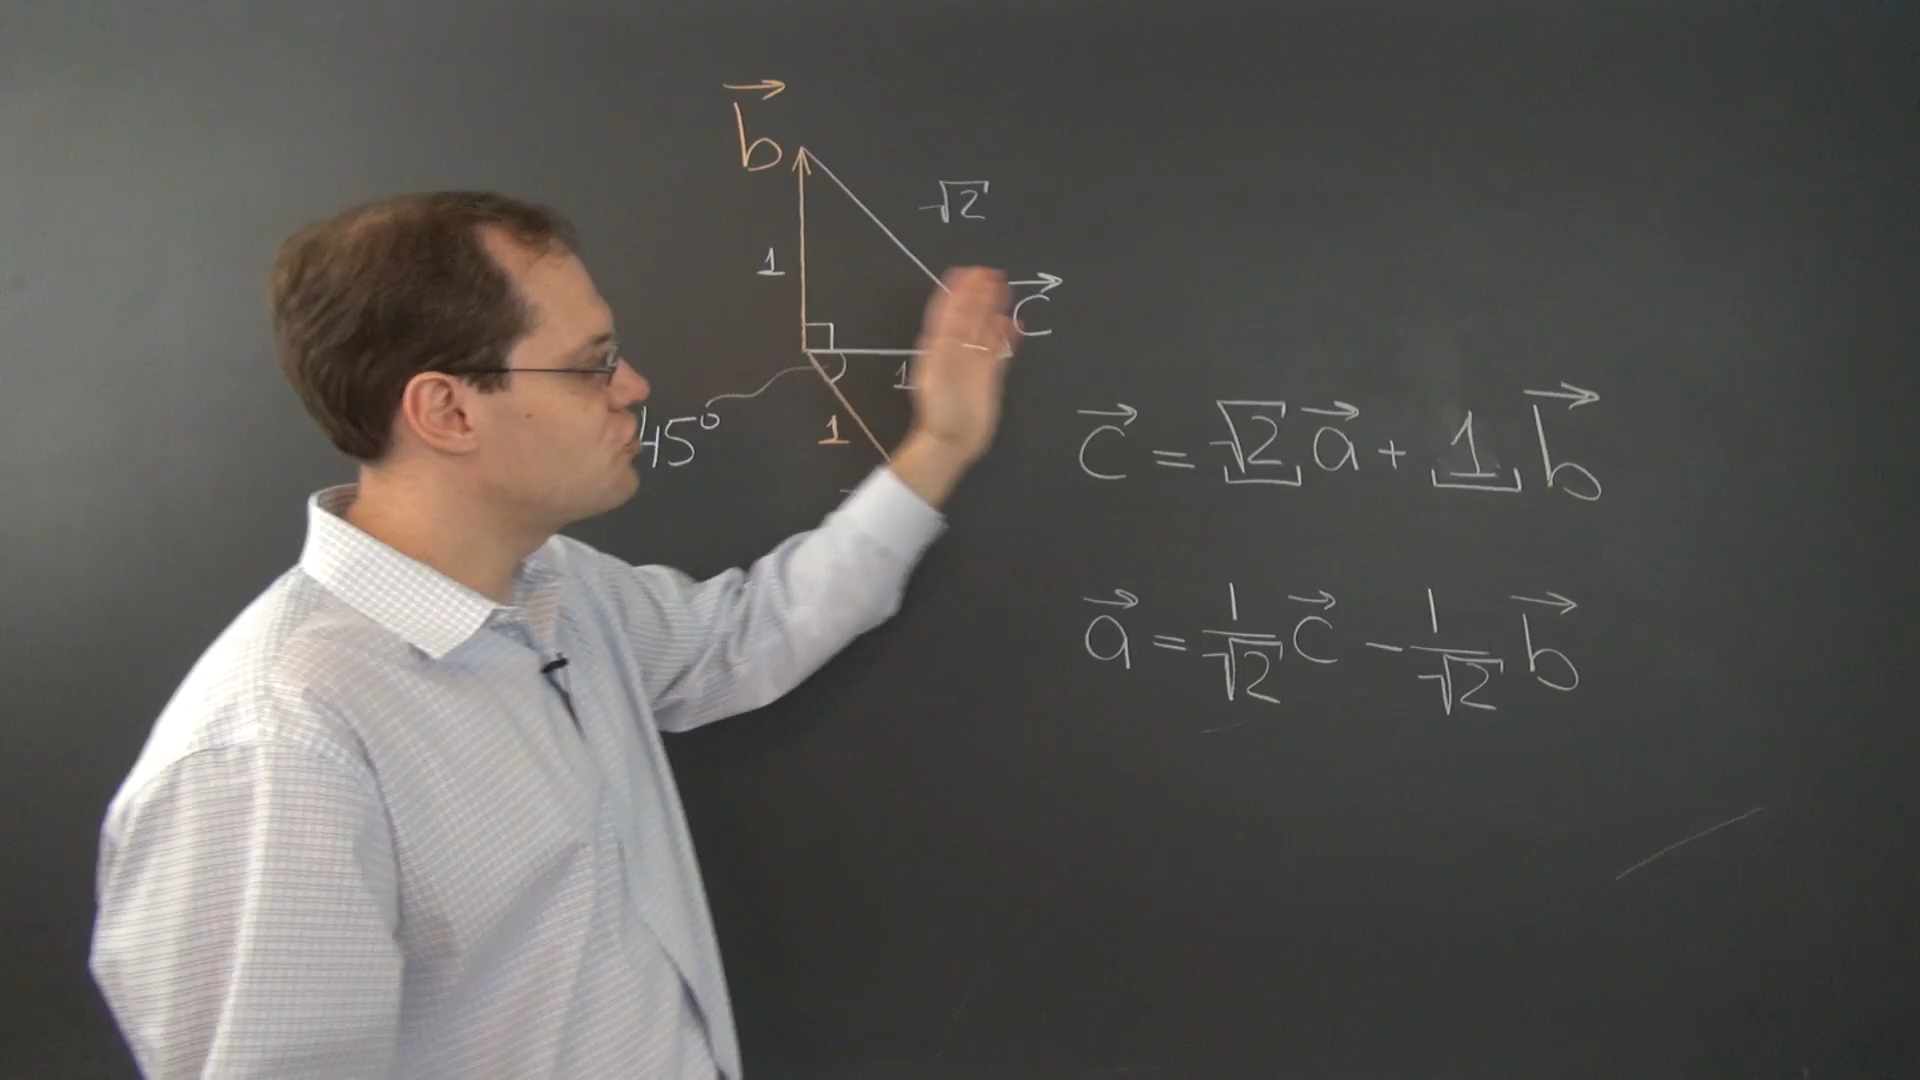 b⃗
√2
1
c⃗
1
45°
1
c⃗ = √2 a⃗ + 1 b⃗
a⃗ = 1/√2 c⃗ − 1/√2 b⃗